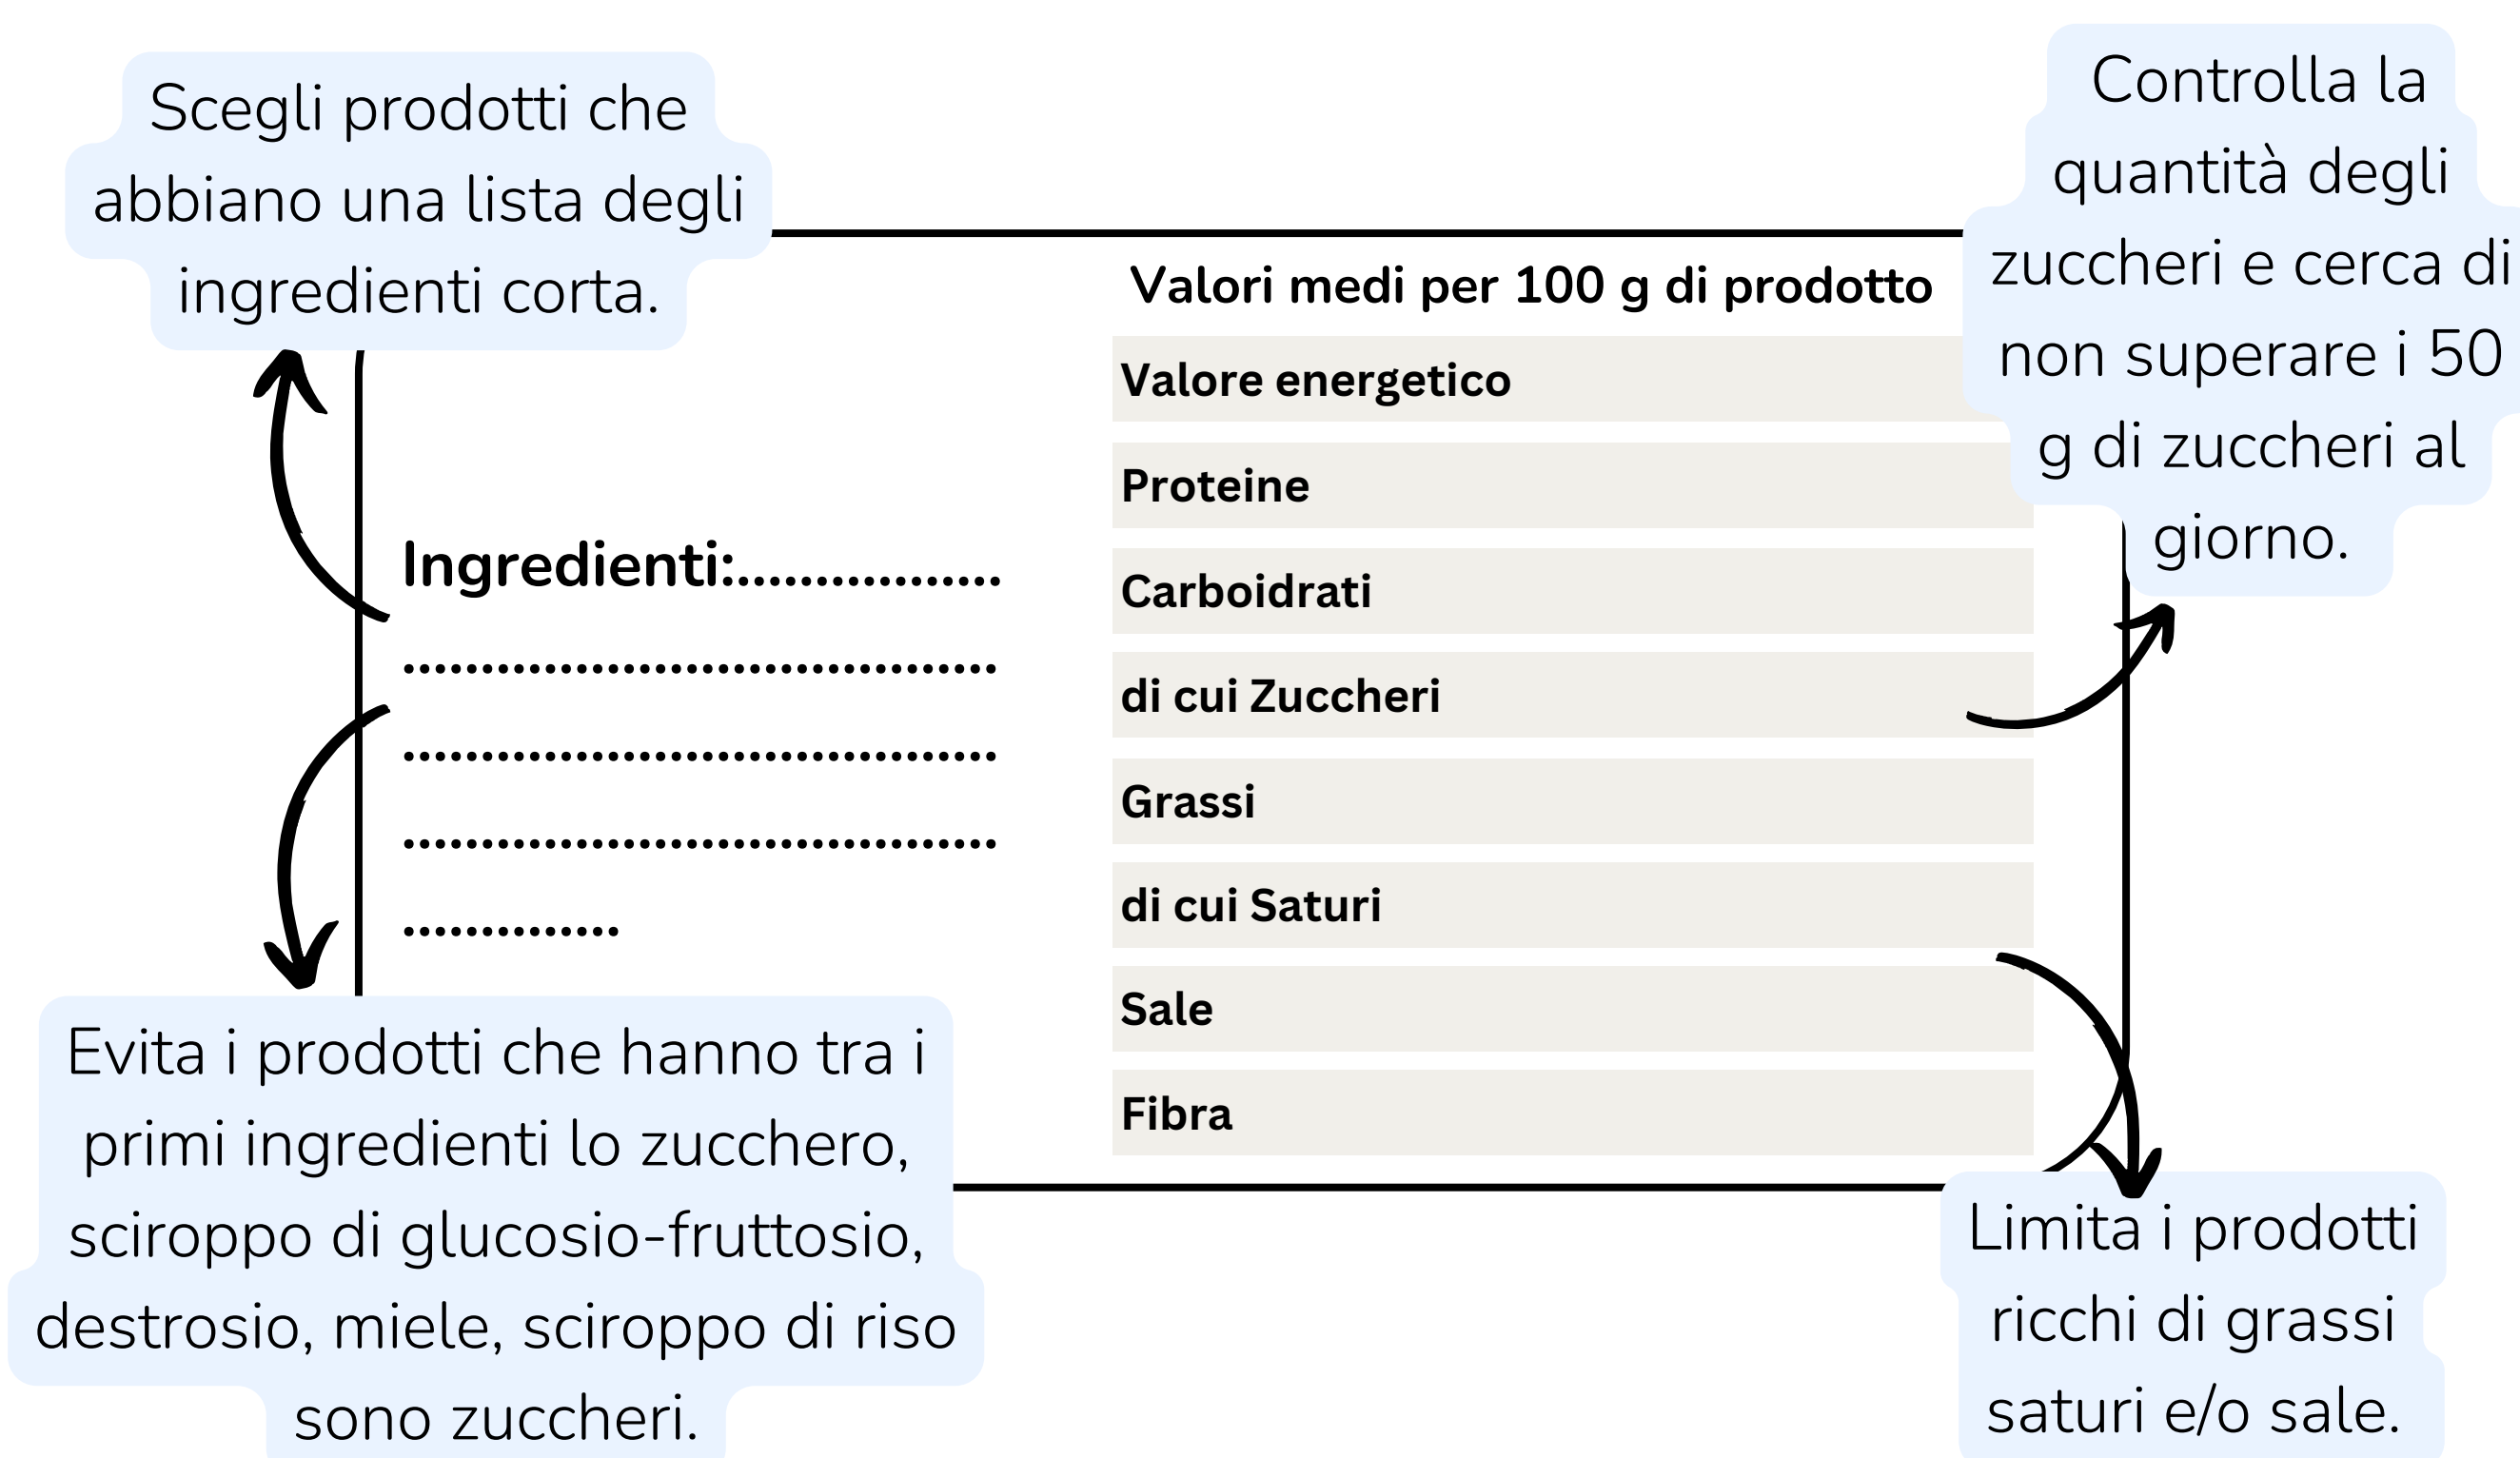 Scegli prodotti che
abbiano una lista degli
ingredienti corta.
Controlla la
quantità degli
zuccheri e cerca di
non superare i 50
g di zuccheri al
giorno.
Ingredienti:.................
......................................
......................................
......................................
..............
Valori medi per 100 g di prodotto
Valore energetico
Proteine
Carboidrati
di cui Zuccheri
Grassi
di cui Saturi
Sale
Fibra
Evita i prodotti che hanno tra i
primi ingredienti lo zucchero,
sciroppo di glucosio-fruttosio,
destrosio, miele, sciroppo di riso
sono zuccheri.
Limita i prodotti
ricchi di grassi
saturi e/o sale.